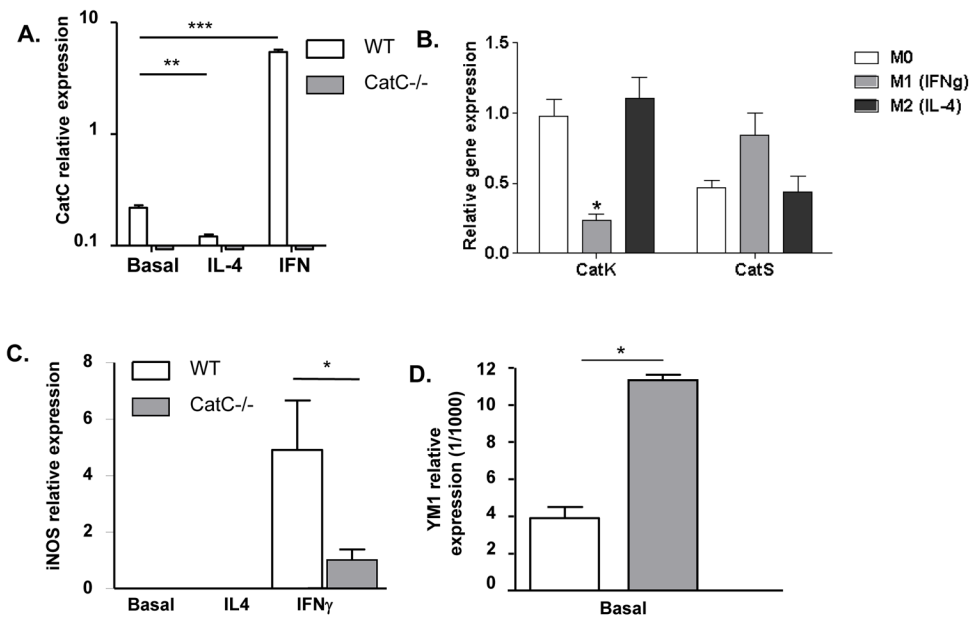 A.
CatC relative expression
10
1
0.1
***
**
WT
CatC-/-
Basal IL-4 IFN
B.
Relative gene expression
1.5
1.0
0.5
0.0
*
M0
M1 (IFNg)
M2 (IL-4)
CatK CatS
C.
iNOS relative expression
8
6
4
2
0
WT
CatC-/-
*
Basal IL4 IFNγ
D.
YM1 relative
expression (1/1000)
12
10
8
6
4
2
0
*
Basal